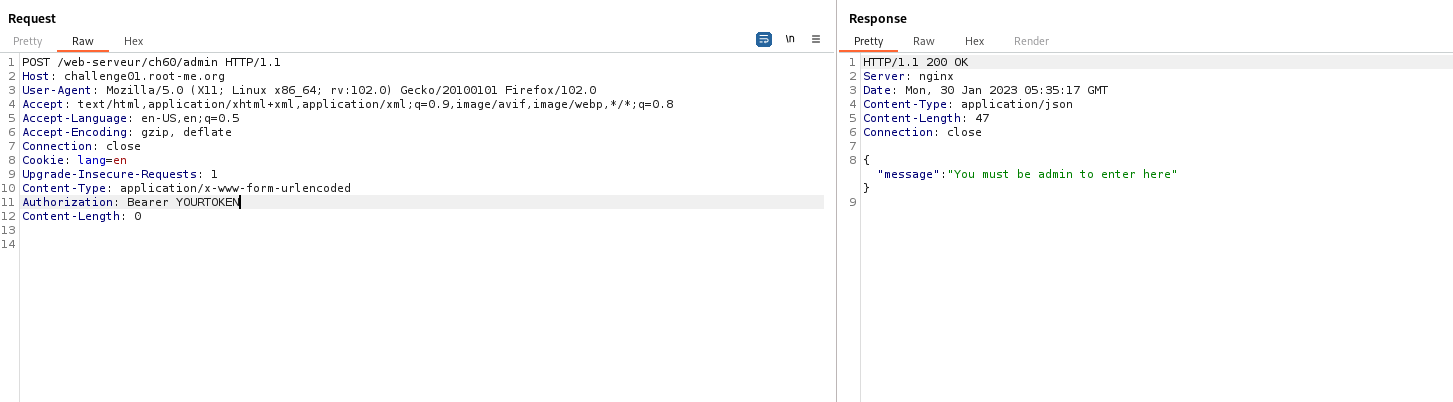 Request
Pretty Raw Hex \n
1 POST /web-serveur/ch60/admin HTTP/1.1
2 Host: challenge01.root-me.org
3 User-Agent: Mozilla/5.0 (X11; Linux x86_64; rv:102.0) Gecko/20100101 Firefox/102.0
4 Accept: text/html,application/xhtml+xml,application/xml;q=0.9,image/avif,image/webp,*/*;q=0.8
5 Accept-Language: en-US,en;q=0.5
6 Accept-Encoding: gzip, deflate
7 Connection: close
8 Cookie: lang=en
9 Upgrade-Insecure-Requests: 1
10 Content-Type: application/x-www-form-urlencoded
11 Authorization: Bearer YOURTOKEN
12 Content-Length: 0
13
14
Response
Pretty Raw Hex Render
1 HTTP/1.1 200 OK
2 Server: nginx
3 Date: Mon, 30 Jan 2023 05:35:17 GMT
4 Content-Type: application/json
5 Content-Length: 47
6 Connection: close
7
8 {
"message":"You must be admin to enter here"
}
9